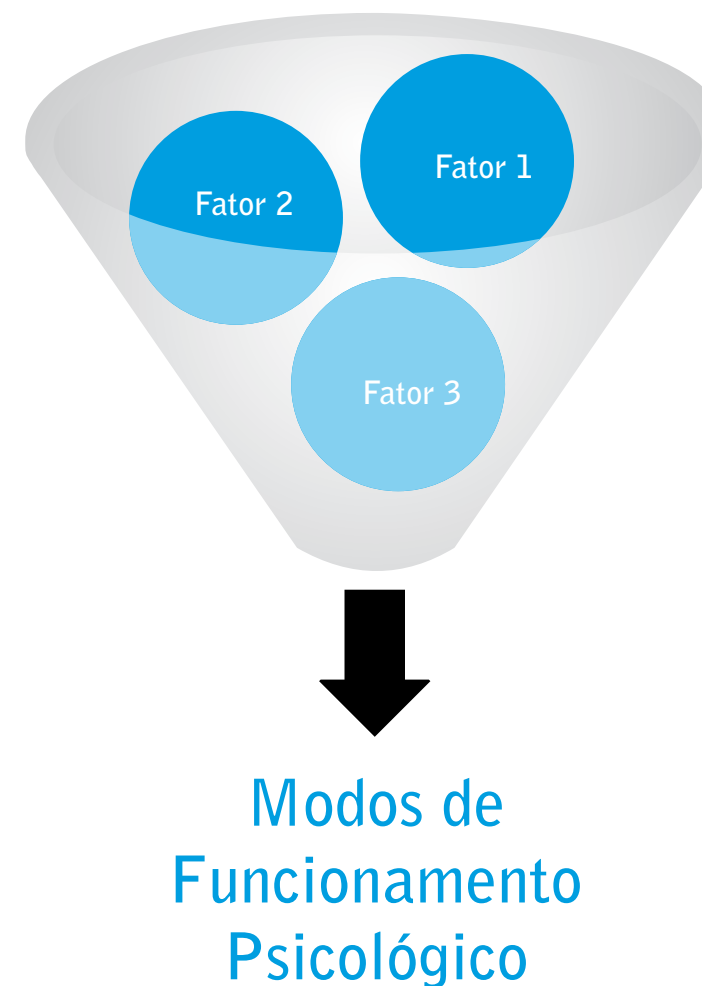 Fator 1
Fator 2
Fator 3
Modos de
Funcionamento
Psicológico